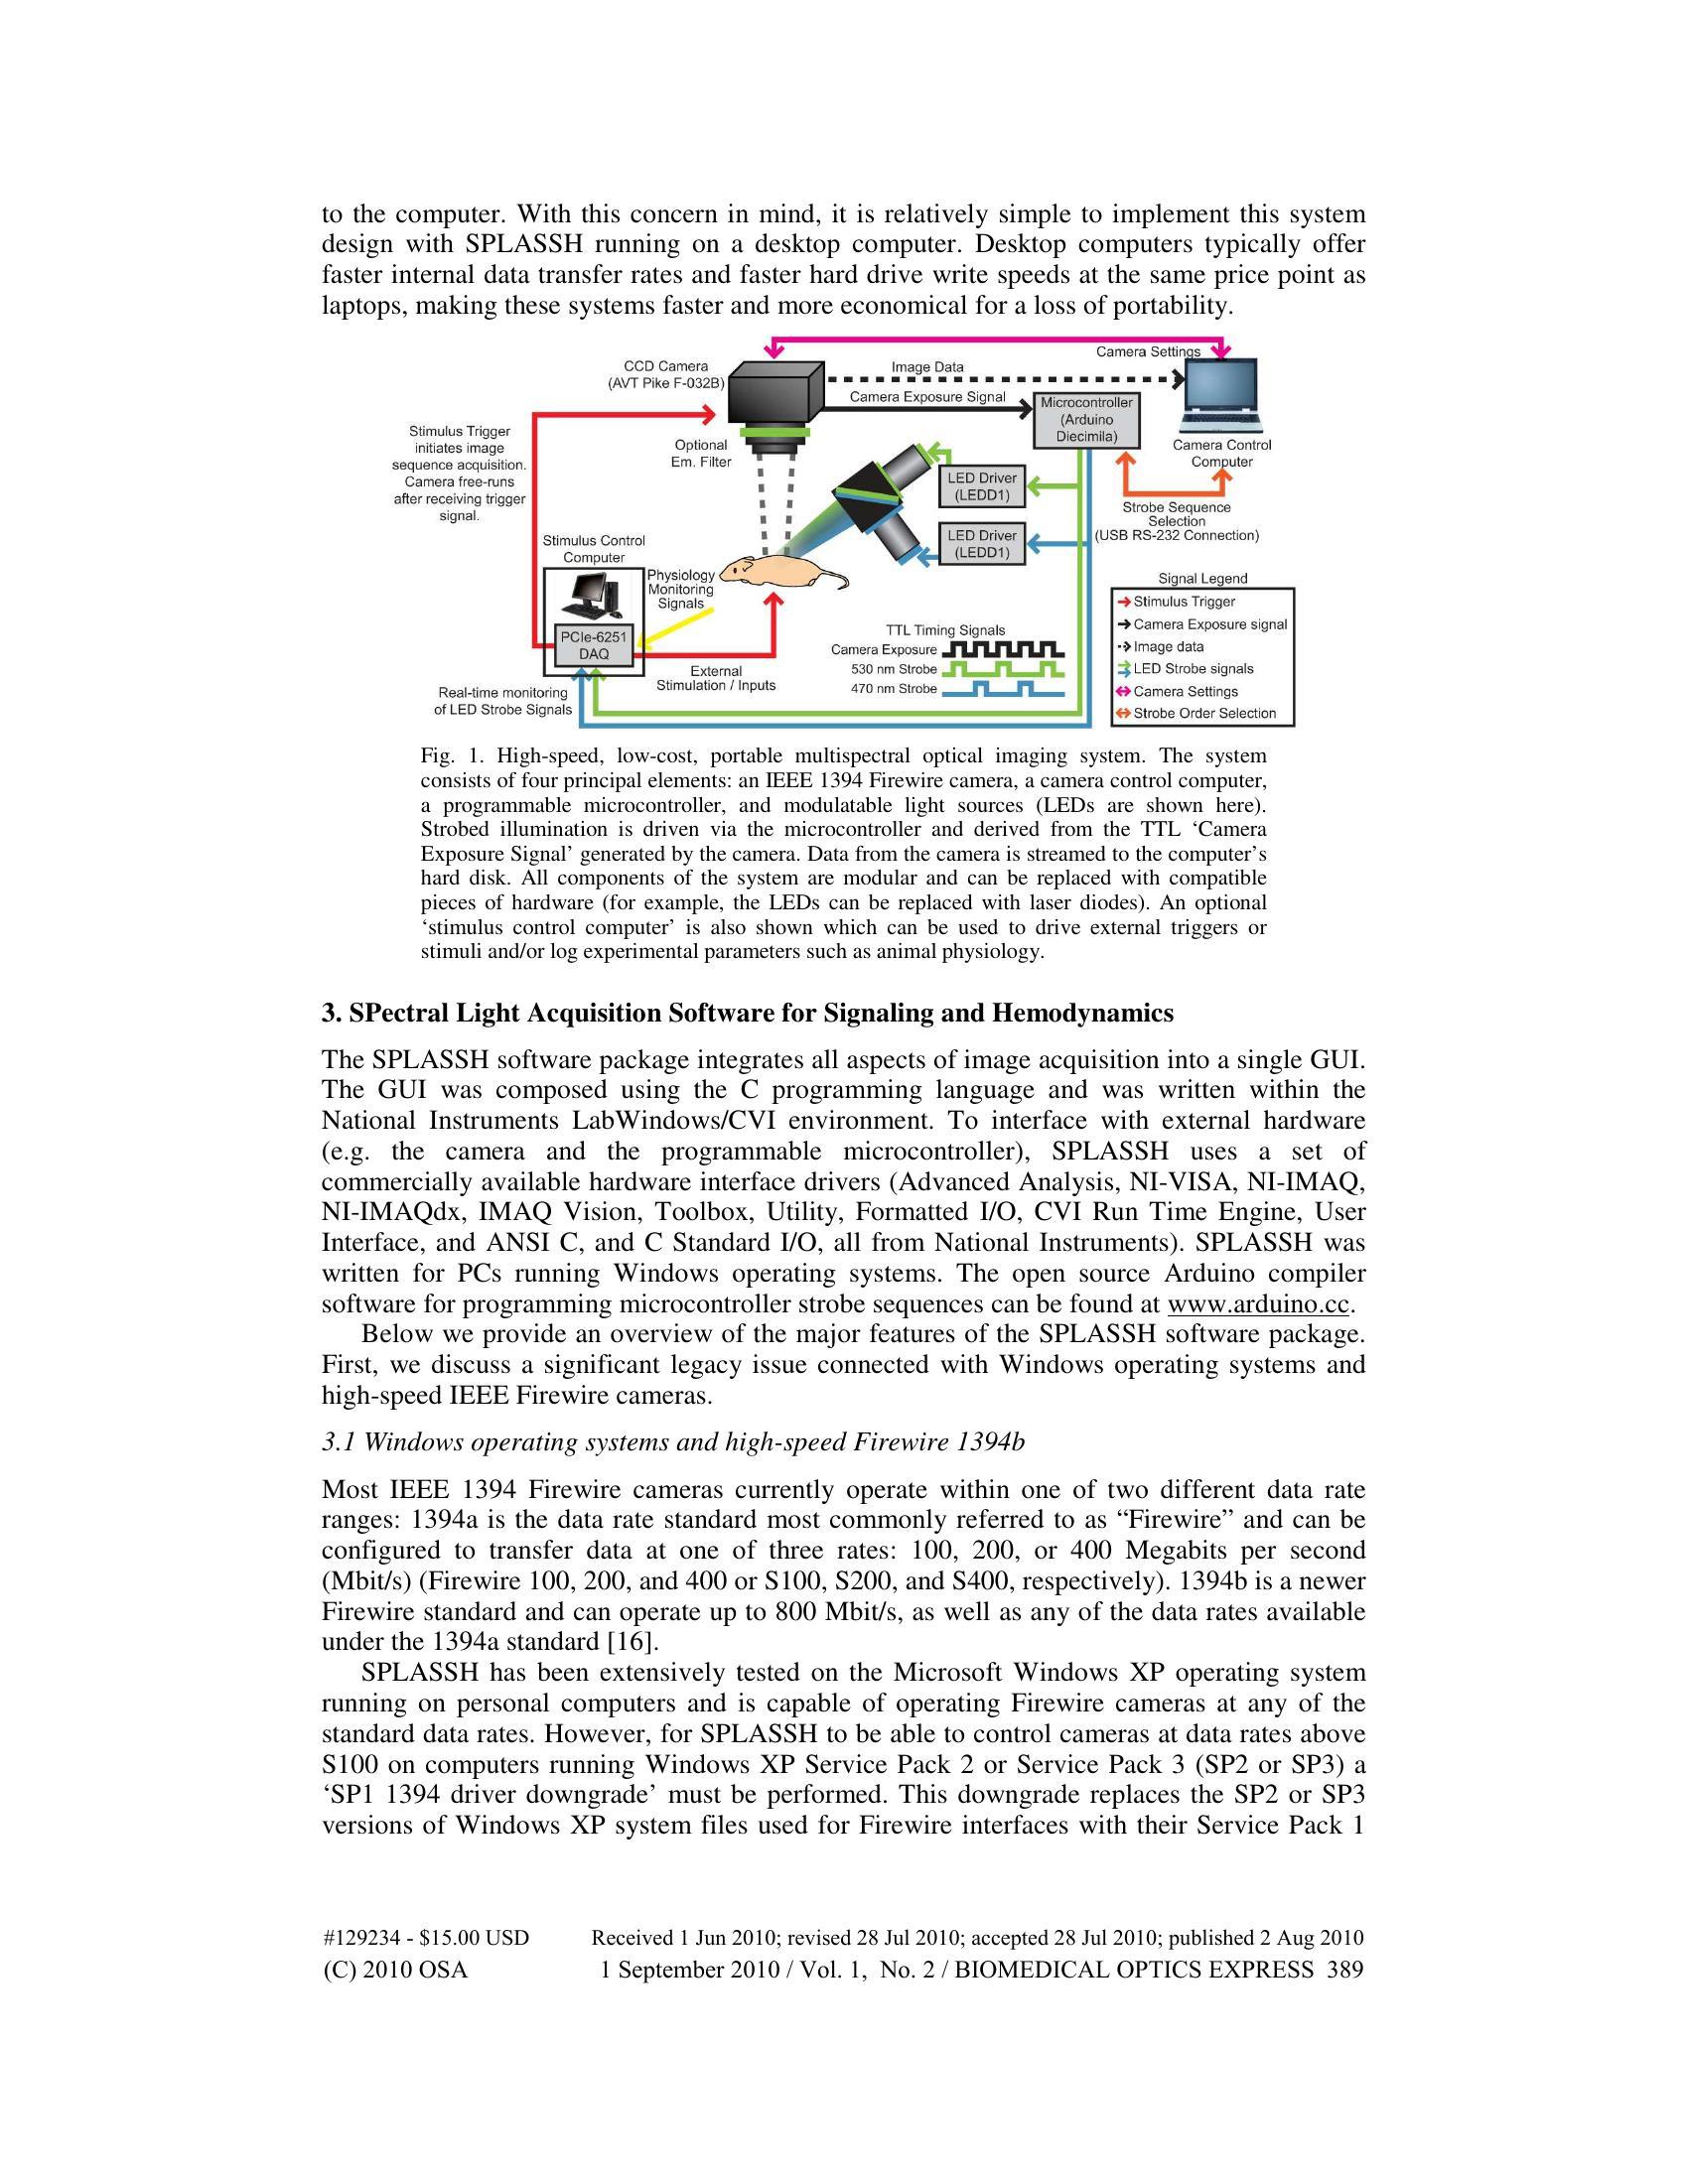 to the computer. With this concern in mind, it is relatively simple to implement this system
design with SPLASSH running on a desktop computer. Desktop computers typically offer
faster internal data transfer rates and faster hard drive write speeds at the same price point as
laptops, making these systems faster and more economical for a loss of portability.
Camera Settings
CCD Camera
(AVT Pike F-032B)
Image Data
Camera Exposure Signal
Microcontroller
(Arduino
Diecimila)
Stimulus Trigger
initiates image
sequence acquisition.
Camera free-runs
after receiving trigger
signal.
Optional
Em. Filter
Camera Control
Computer
LED Driver
(LEDD1)
Strobe Sequence
Selection
(USB RS-232 Connection)
LED Driver
(LEDD1)
Stimulus Control
Computer
Physiology
Monitoring
Signals
PCIe-6251
DAQ
External
Stimulation / Inputs
Real-time monitoring
of LED Strobe Signals
TTL Timing Signals
Camera Exposure
530 nm Strobe
470 nm Strobe
Signal Legend
Stimulus Trigger
Camera Exposure signal
Image data
LED Strobe signals
Camera Settings
Strobe Order Selection
Fig. 1. High-speed, low-cost, portable multispectral optical imaging system. The system
consists of four principal elements: an IEEE 1394 Firewire camera, a camera control computer,
a programmable microcontroller, and modulatable light sources (LEDs are shown here).
Strobed illumination is driven via the microcontroller and derived from the TTL ‘Camera
Exposure Signal’ generated by the camera. Data from the camera is streamed to the computer’s
hard disk. All components of the system are modular and can be replaced with compatible
pieces of hardware (for example, the LEDs can be replaced with laser diodes). An optional
‘stimulus control computer’ is also shown which can be used to drive external triggers or
stimuli and/or log experimental parameters such as animal physiology.
3. SPectral Light Acquisition Software for Signaling and Hemodynamics
The SPLASSH software package integrates all aspects of image acquisition into a single GUI.
The GUI was composed using the C programming language and was written within the
National Instruments LabWindows/CVI environment. To interface with external hardware
(e.g. the camera and the programmable microcontroller), SPLASSH uses a set of
commercially available hardware interface drivers (Advanced Analysis, NI-VISA, NI-IMAQ,
NI-IMAQdx, IMAQ Vision, Toolbox, Utility, Formatted I/O, CVI Run Time Engine, User
Interface, and ANSI C, and C Standard I/O, all from National Instruments). SPLASSH was
written for PCs running Windows operating systems. The open source Arduino compiler
software for programming microcontroller strobe sequences can be found at www.arduino.cc.
Below we provide an overview of the major features of the SPLASSH software package.
First, we discuss a significant legacy issue connected with Windows operating systems and
high-speed IEEE Firewire cameras.
3.1 Windows operating systems and high-speed Firewire 1394b
Most IEEE 1394 Firewire cameras currently operate within one of two different data rate
ranges: 1394a is the data rate standard most commonly referred to as “Firewire” and can be
configured to transfer data at one of three rates: 100, 200, or 400 Megabits per second
(Mbit/s) (Firewire 100, 200, and 400 or S100, S200, and S400, respectively). 1394b is a newer
Firewire standard and can operate up to 800 Mbit/s, as well as any of the data rates available
under the 1394a standard [16].
SPLASSH has been extensively tested on the Microsoft Windows XP operating system
running on personal computers and is capable of operating Firewire cameras at any of the
standard data rates. However, for SPLASSH to be able to control cameras at data rates above
S100 on computers running Windows XP Service Pack 2 or Service Pack 3 (SP2 or SP3) a
‘SP1 1394 driver downgrade’ must be performed. This downgrade replaces the SP2 or SP3
versions of Windows XP system files used for Firewire interfaces with their Service Pack 1
#129234 - $15.00 USD Received 1 Jun 2010; revised 28 Jul 2010; accepted 28 Jul 2010; published 2 Aug 2010
(C) 2010 OSA 1 September 2010 / Vol. 1, No. 2 / BIOMEDICAL OPTICS EXPRESS 389